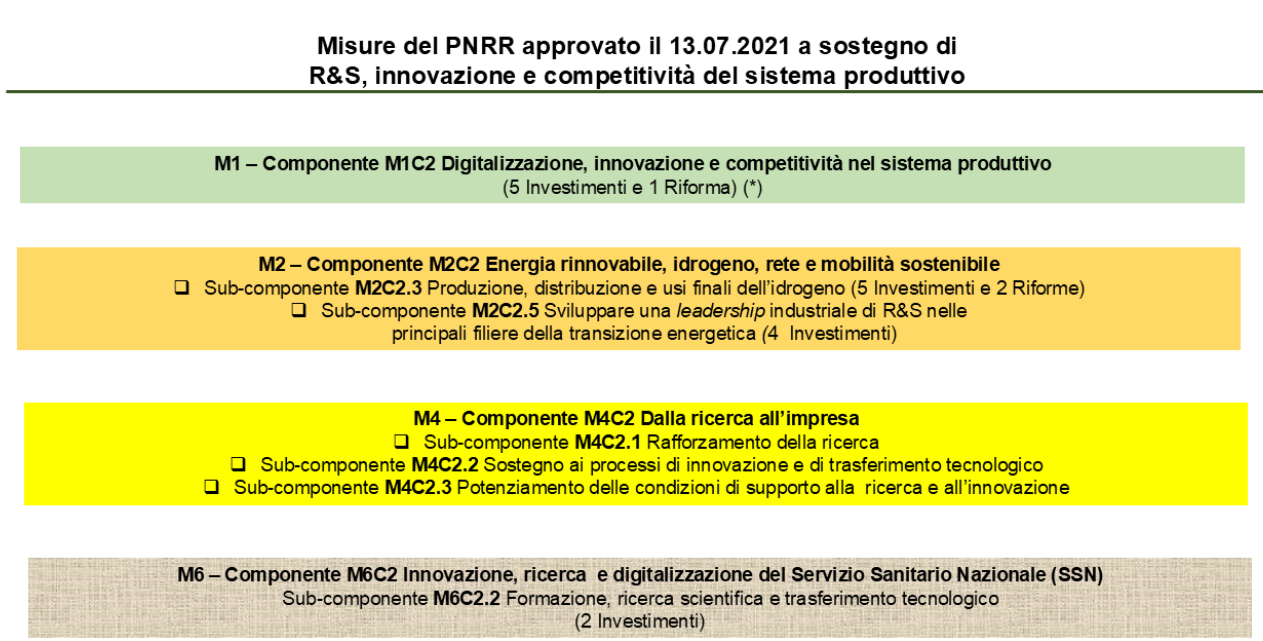 Misure del PNRR approvato il 13.07.2021 a sostegno di
R&S, innovazione e competitività del sistema produttivo
M1 – Componente M1C2 Digitalizzazione, innovazione e competitività nel sistema produttivo
(5 Investimenti e 1 Riforma) (*)
M2 – Componente M2C2 Energia rinnovabile, idrogeno, rete e mobilità sostenibile
❑ Sub-componente M2C2.3 Produzione, distribuzione e usi finali dell’idrogeno (5 Investimenti e 2 Riforme)
❑ Sub-componente M2C2.5 Sviluppare una leadership industriale di R&S nelle
principali filiere della transizione energetica (4 Investimenti)
M4 – Componente M4C2 Dalla ricerca all’impresa
❑ Sub-componente M4C2.1 Rafforzamento della ricerca
❑ Sub-componente M4C2.2 Sostegno ai processi di innovazione e di trasferimento tecnologico
❑ Sub-componente M4C2.3 Potenziamento delle condizioni di supporto alla ricerca e all’innovazione
M6 – Componente M6C2 Innovazione, ricerca e digitalizzazione del Servizio Sanitario Nazionale (SSN)
Sub-componente M6C2.2 Formazione, ricerca scientifica e trasferimento tecnologico
(2 Investimenti)